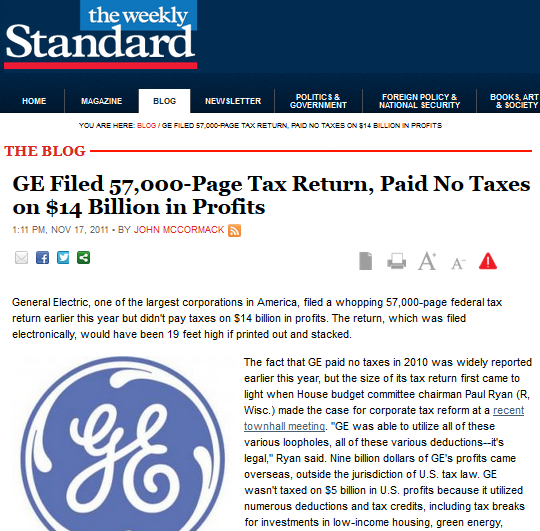 the weekly
Standard
HOME
MAGAZINE
BLOG
NEWSLETTER
POLITICS &
GOVERNMENT
FOREIGN POLICY &
NATIONAL SECURITY
BOOKS, ART
& SOCIETY
YOU ARE HERE: BLOG / GE FILED 57,000-PAGE TAX RETURN, PAID NO TAXES ON $14 BILLION IN PROFITS
THE BLOG
GE Filed 57,000-Page Tax Return, Paid No Taxes
on $14 Billion in Profits
1:11 PM, NOV 17, 2011 • BY JOHN MCCORMACK
A+ A-
General Electric, one of the largest corporations in America, filed a whopping 57,000-page federal tax
return earlier this year but didn't pay taxes on $14 billion in profits. The return, which was filed
electronically, would have been 19 feet high if printed out and stacked.
GE
The fact that GE paid no taxes in 2010 was widely reported
earlier this year, but the size of its tax return first came to
light when House budget committee chairman Paul Ryan (R,
Wisc.) made the case for corporate tax reform at a recent
townhall meeting. "GE was able to utilize all of these
various loopholes, all of these various deductions--it's
legal," Ryan said. Nine billion dollars of GE's profits came
overseas, outside the jurisdiction of U.S. tax law. GE
wasn't taxed on $5 billion in U.S. profits because it utilized
numerous deductions and tax credits, including tax breaks
for investments in low-income housing, green energy,